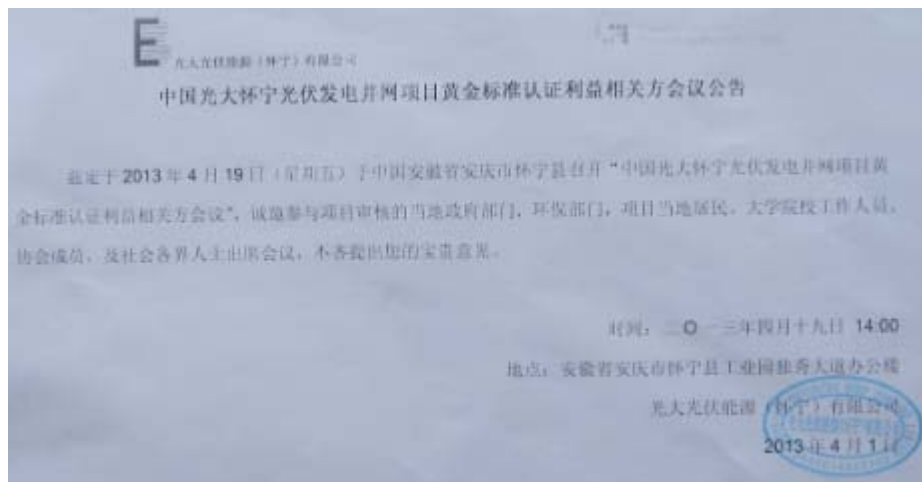 E
光大光伏能源（怀宁）有限公司
中国光大怀宁光伏发电并网项目黄金标准认证利益相关方会议公告
兹定于 2013 年 4 月 19 日（星期五）于中国安徽省安庆市怀宁县召开“中国光大怀宁光伏发电并网项目黄
金标准认证利益相关方会议”，诚邀参与项目审核的当地政府部门、环保部门，项目当地居民、大学院校工作人员、
协会成员、及社会各界人士出席会议，不吝提出您的宝贵意见。
时间：二〇一三年四月十九日 14:00
地点：安徽省安庆市怀宁县工业园独秀大道办公楼
光大光伏能源（怀宁）有限公司
2013 年 4 月 1 日